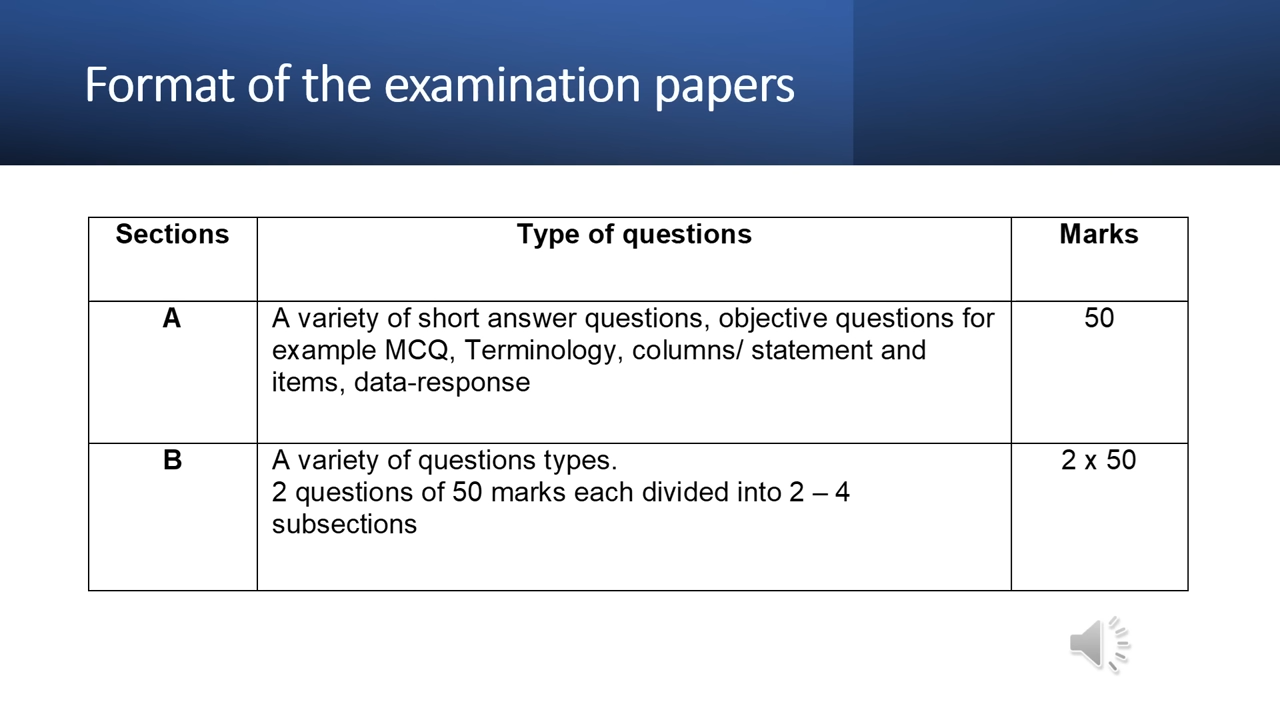 Format of the examination papers
Sections
Type of questions
Marks
A
A variety of short answer questions, objective questions for
example MCQ, Terminology, columns/ statement and
items, data-response
50
B
A variety of questions types.
2 questions of 50 marks each divided into 2 – 4
subsections
2 x 50